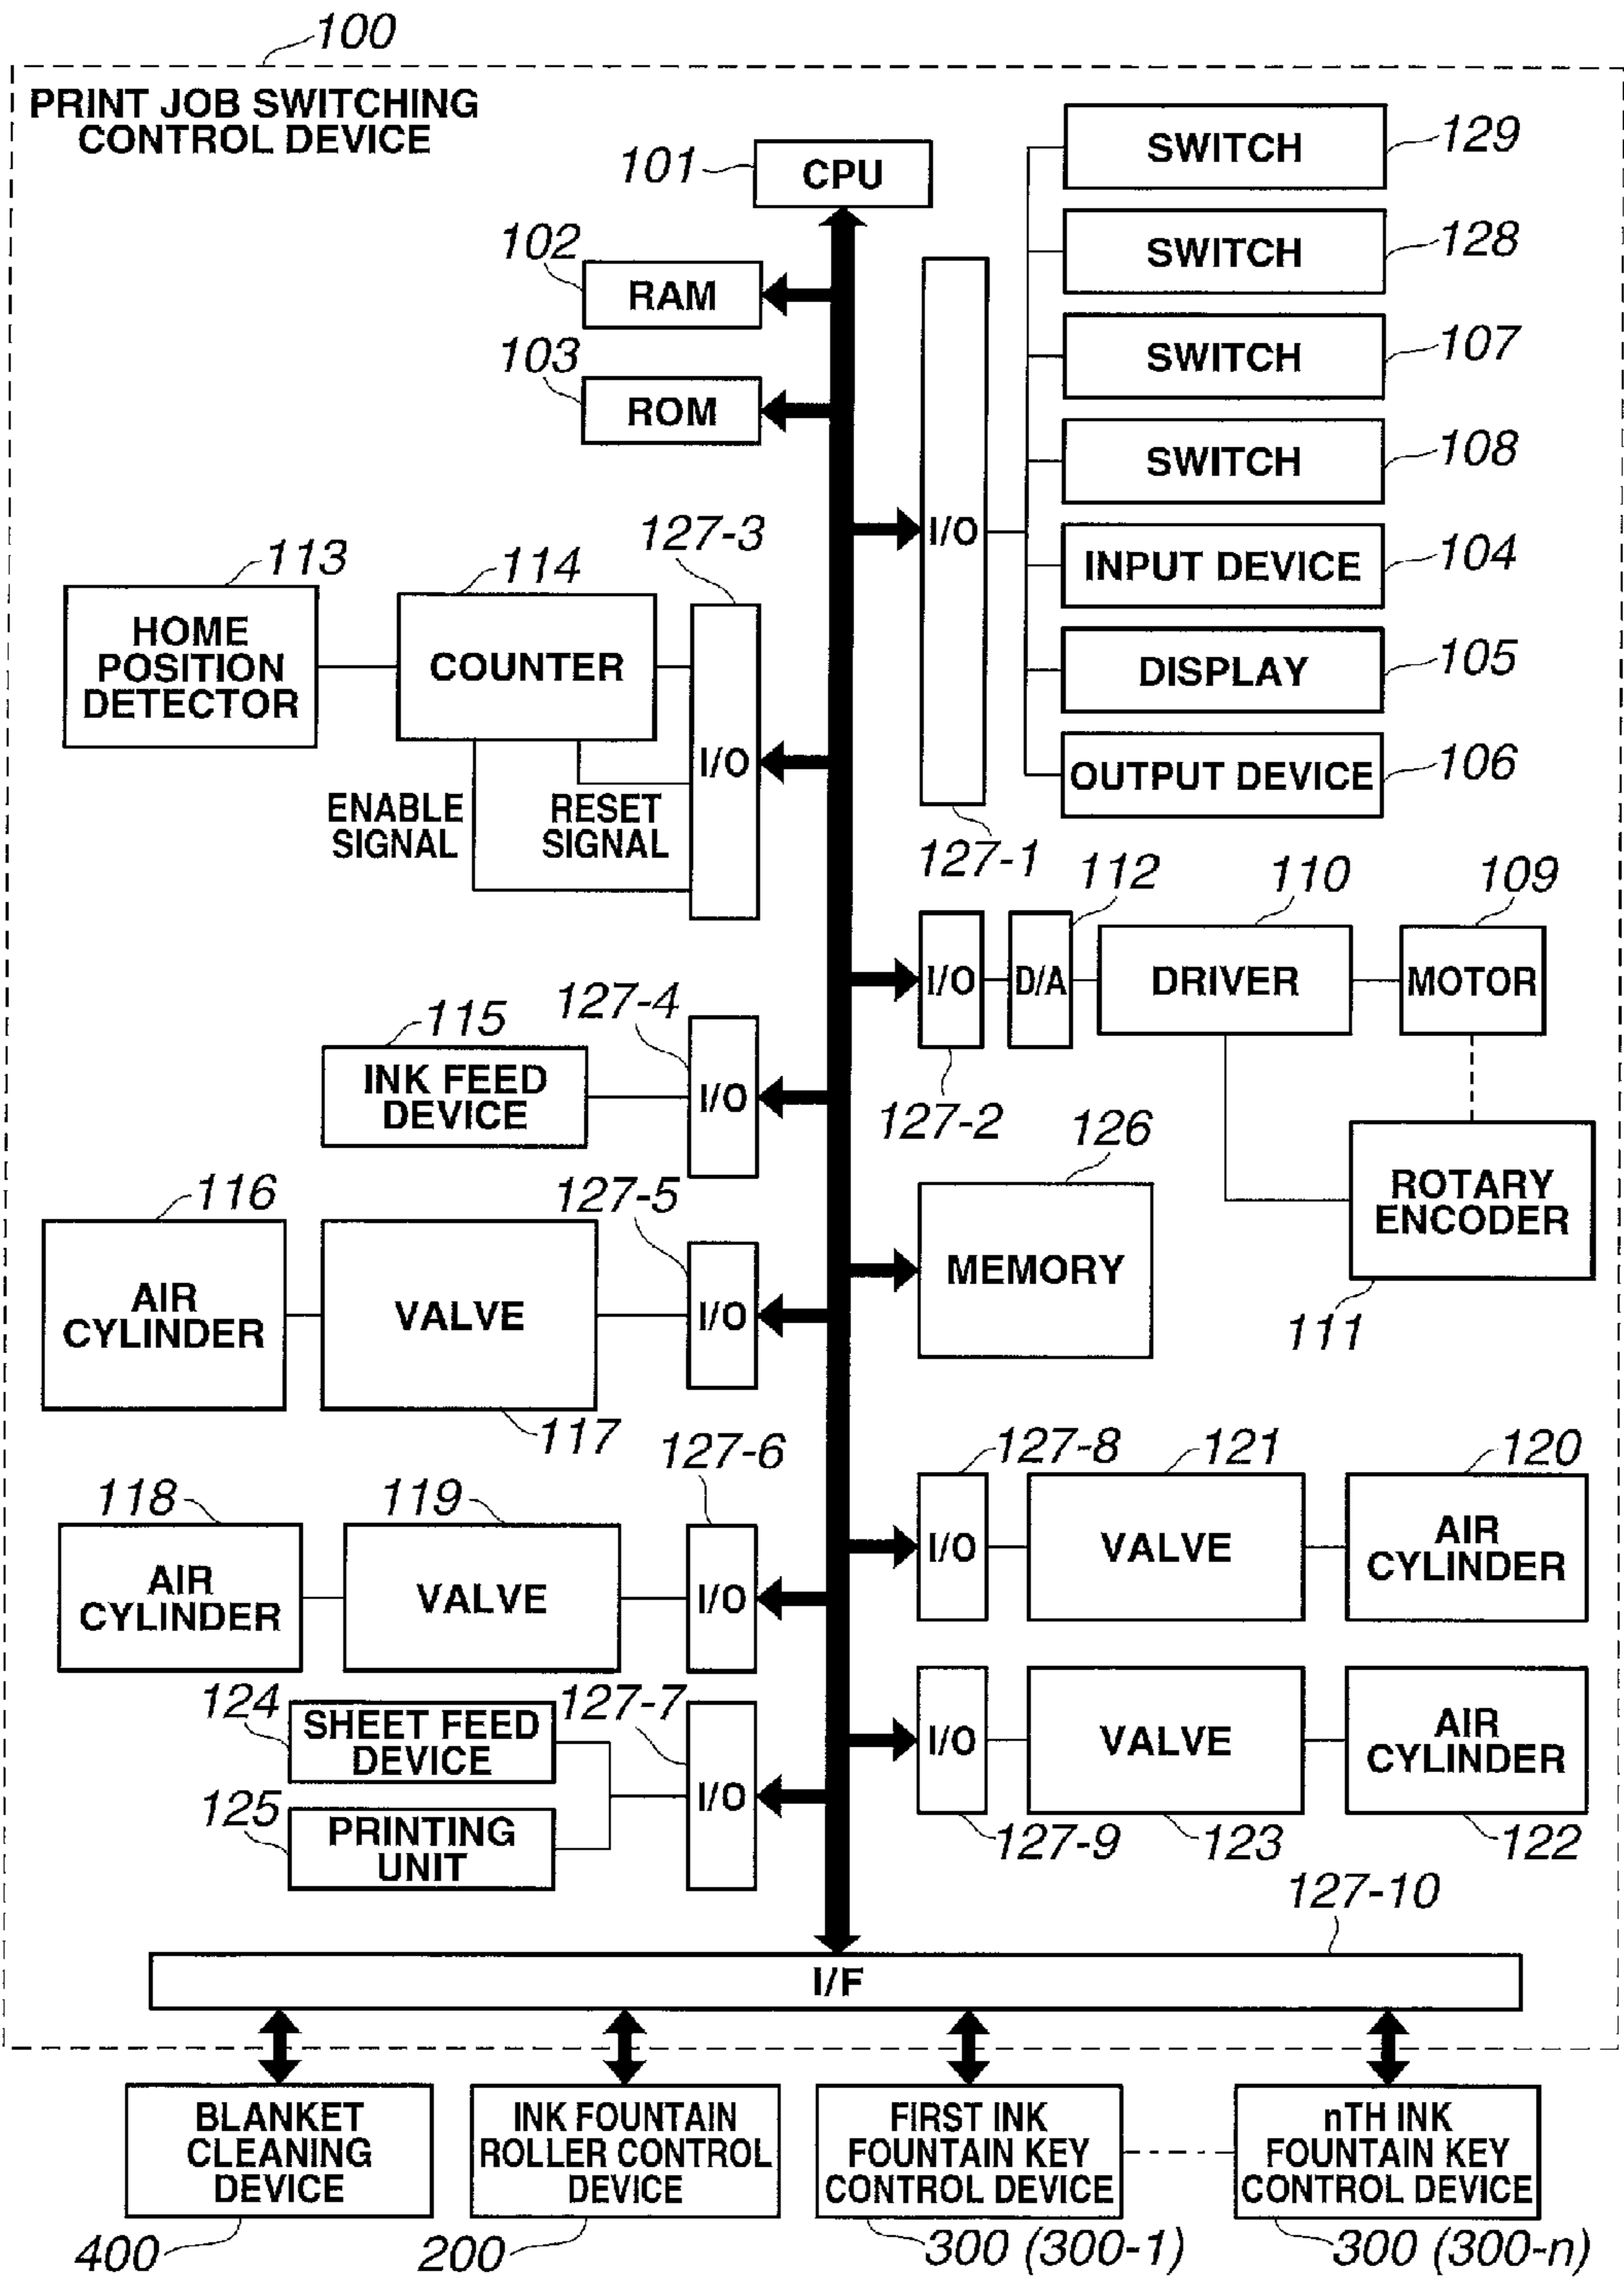 100
PRINT JOB SWITCHING
CONTROL DEVICE
101
CPU
SWITCH
129
102
RAM
SWITCH
128
103
ROM
SWITCH
107
SWITCH
108
I/O
127-1
INPUT DEVICE
104
DISPLAY
105
OUTPUT DEVICE
106
113
HOME
POSITION
DETECTOR
114
COUNTER
127-3
I/O
ENABLE
SIGNAL
RESET
SIGNAL
112
110
109
I/O
D/A
DRIVER
MOTOR
127-2
ROTARY
ENCODER
111
115
INK FEED
DEVICE
127-4
I/O
126
MEMORY
116
AIR
CYLINDER
VALVE
117
127-5
I/O
118
AIR
CYLINDER
119
VALVE
127-6
I/O
127-8
I/O
121
VALVE
120
AIR
CYLINDER
124
SHEET FEED
DEVICE
125
PRINTING
UNIT
127-7
I/O
I/O
127-9
VALVE
123
AIR
CYLINDER
122
127-10
I/F
BLANKET
CLEANING
DEVICE
400
INK FOUNTAIN
ROLLER CONTROL
DEVICE
200
FIRST INK
FOUNTAIN KEY
CONTROL DEVICE
300 (300-1)
nTH INK
FOUNTAIN KEY
CONTROL DEVICE
300 (300-n)